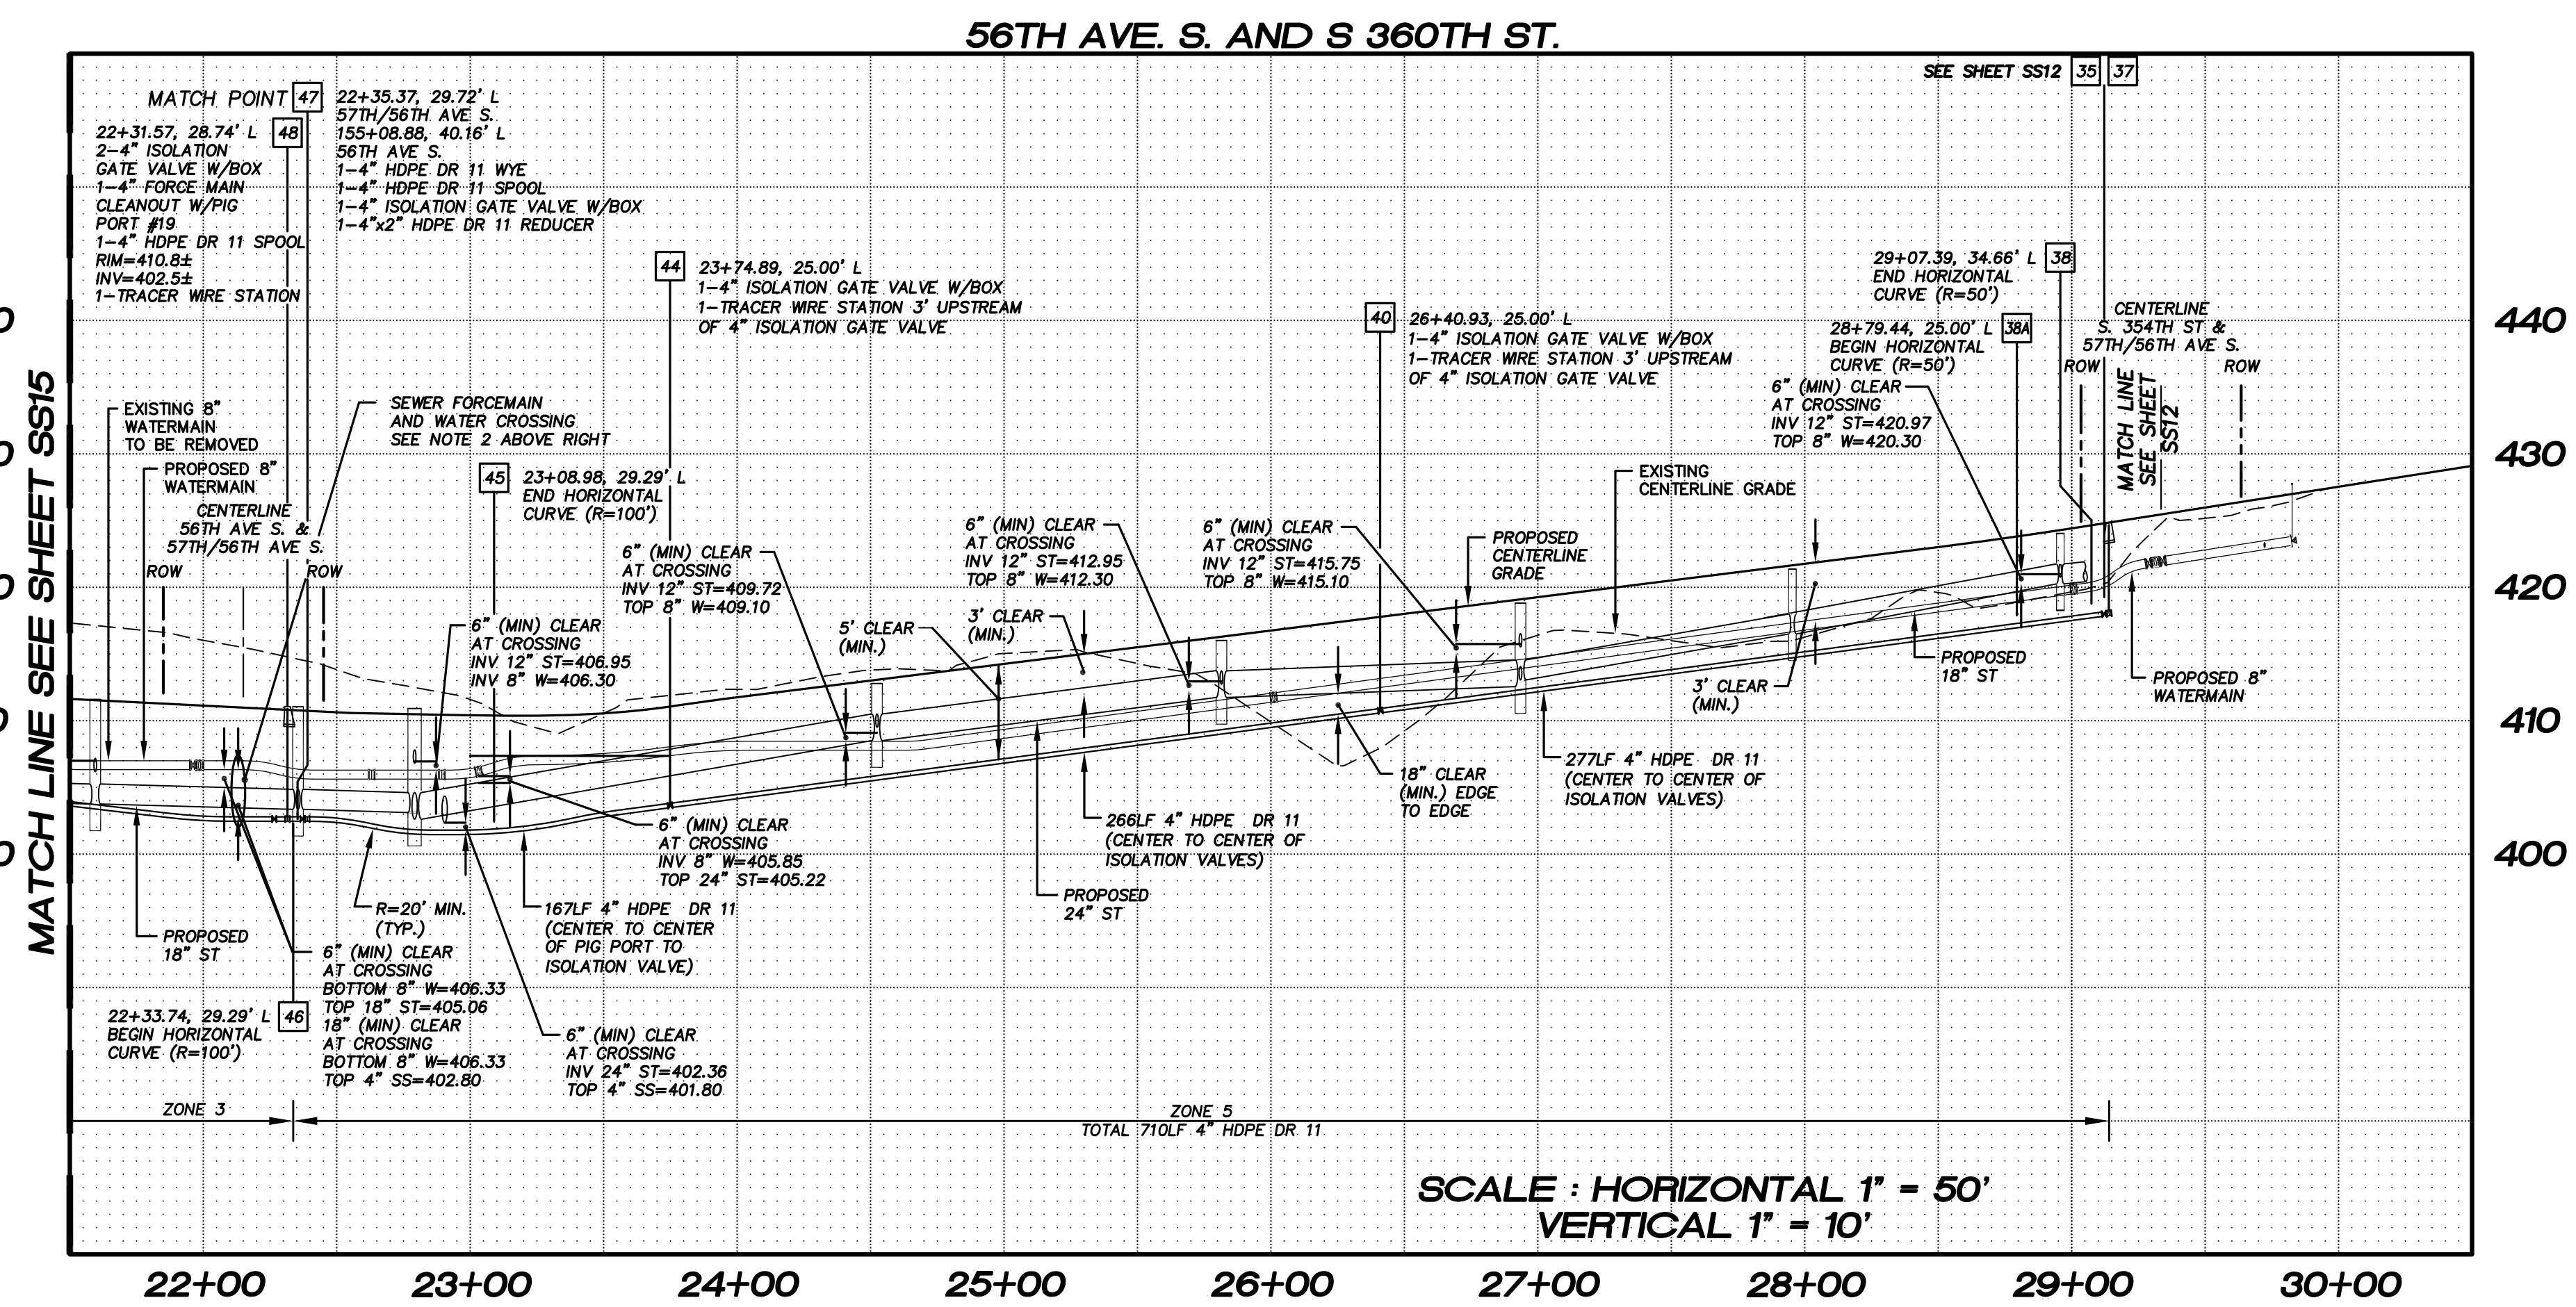 56TH AVE. S. AND S 360TH ST.
SEE SHEET SS12 35 37
MATCH POINT 47
22+35.37, 29.72' L
57TH/56TH AVE S.
155+08.88, 40.16' L
56TH AVE S.
1-4" HDPE DR 11 WYE
1-4" HDPE DR 11 SPOOL
1-4" ISOLATION GATE VALVE W/BOX
1-4"x2" HDPE DR 11 REDUCER
22+31.57, 28.74' L 48
2-4" ISOLATION
GATE VALVE W/BOX
1-4" FORCE MAIN
CLEANOUT W/PIG
PORT #19
1-4" HDPE DR 11 SPOOL
RIM=410.8±
INV=402.5±
1-TRACER WIRE STATION
44 23+74.89, 25.00' L
1-4" ISOLATION GATE VALVE W/BOX
1-TRACER WIRE STATION 3' UPSTREAM
OF 4" ISOLATION GATE VALVE
40 26+40.93, 25.00' L
1-4" ISOLATION GATE VALVE W/BOX
1-TRACER WIRE STATION 3' UPSTREAM
OF 4" ISOLATION GATE VALVE
29+07.39, 34.66' L 38
END HORIZONTAL
CURVE (R=50')
28+79.44, 25.00' L 38A
BEGIN HORIZONTAL
CURVE (R=50')
CENTERLINE
S. 354TH ST &
57TH/56TH AVE S.
ROW
ROW
MATCH LINE
SEE SHEET
SS12
6" (MIN) CLEAR
AT CROSSING
INV 12" ST=420.97
TOP 8" W=420.30
EXISTING 8"
WATERMAIN
TO BE REMOVED
PROPOSED 8"
WATERMAIN
SEWER FORCEMAIN
AND WATER CROSSING
SEE NOTE 2 ABOVE RIGHT
CENTERLINE
56TH AVE S. &
57TH/56TH AVE S.
ROW
ROW
45 23+08.98, 29.29' L
END HORIZONTAL
CURVE (R=100')
6" (MIN) CLEAR
AT CROSSING
INV 12" ST=409.72
TOP 8" W=409.10
6" (MIN) CLEAR
AT CROSSING
INV 12" ST=406.95
INV 8" W=406.30
5' CLEAR
(MIN.)
6" (MIN) CLEAR
AT CROSSING
INV 12" ST=412.95
TOP 8" W=412.30
3' CLEAR
(MIN.)
6" (MIN) CLEAR
AT CROSSING
INV 12" ST=415.75
TOP 8" W=415.10
PROPOSED
CENTERLINE
GRADE
EXISTING
CENTERLINE GRADE
3' CLEAR
(MIN.)
PROPOSED
18" ST
PROPOSED 8"
WATERMAIN
277LF 4" HDPE DR 11
(CENTER TO CENTER OF
ISOLATION VALVES)
18" CLEAR
(MIN.) EDGE
TO EDGE
266LF 4" HDPE DR 11
(CENTER TO CENTER OF
ISOLATION VALVES)
PROPOSED
24" ST
6" (MIN) CLEAR
AT CROSSING
INV 8" W=405.85
TOP 24" ST=405.22
R=20' MIN.
(TYP.)
167LF 4" HDPE DR 11
(CENTER TO CENTER
OF PIG PORT TO
ISOLATION VALVE)
PROPOSED
18" ST
6" (MIN) CLEAR
AT CROSSING
BOTTOM 8" W=406.33
TOP 18" ST=405.06
18" (MIN) CLEAR
AT CROSSING
BOTTOM 8" W=406.33
TOP 4" SS=402.80
22+33.74, 29.29' L 46
BEGIN HORIZONTAL
CURVE (R=100')
6" (MIN) CLEAR
AT CROSSING
INV 24" ST=402.36
TOP 4" SS=401.80
ZONE 3
ZONE 5
TOTAL 710LF 4" HDPE DR 11
SCALE : HORIZONTAL 1" = 50'
VERTICAL 1" = 10'
MATCH LINE SEE SHEET SS15
440
430
420
410
400
22+00 23+00 24+00 25+00 26+00 27+00 28+00 29+00 30+00